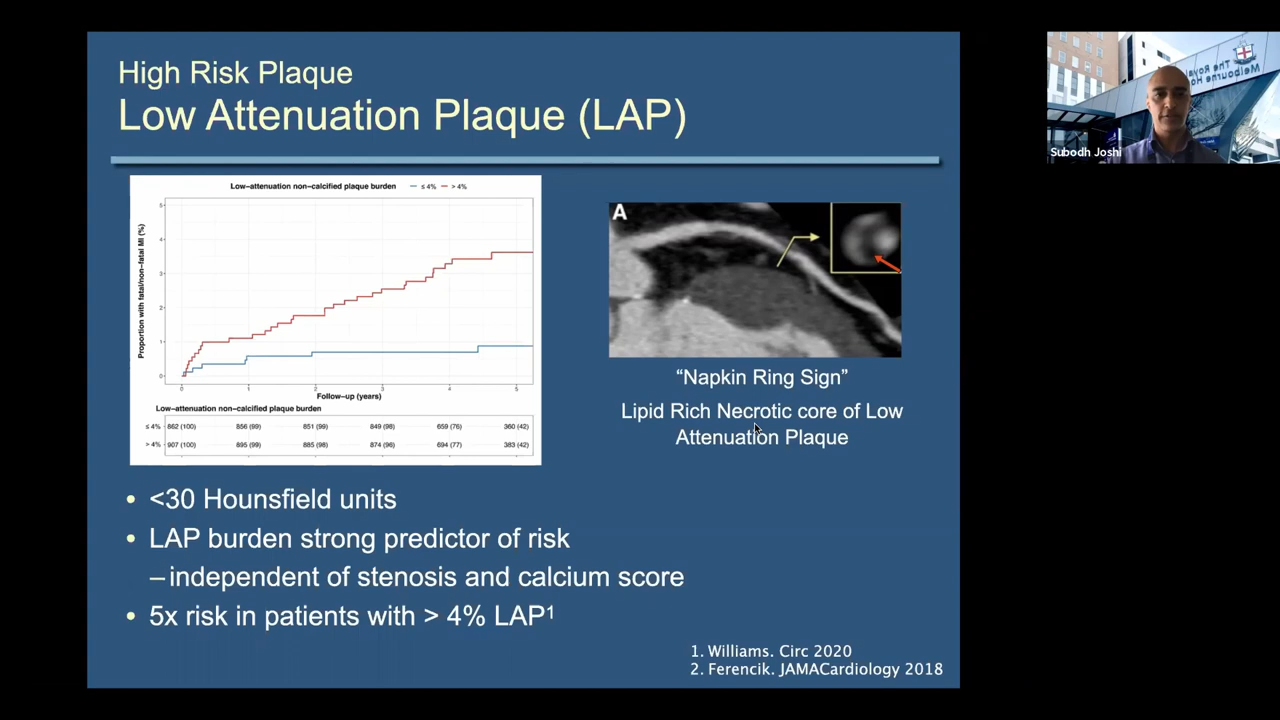 High Risk Plaque
Low Attenuation Plaque (LAP)
Low-attenuation non-calcified plaque burden ≤ 4% > 4%
Proportion with fatal/non-fatal MI (%)
5
4
3
2
1
0
0 1 2 3 4 5
Follow-up (years)
Low-attenuation non-calcified plaque burden
≤ 4% 862 (100) 856 (99) 851 (99) 849 (98) 659 (76) 360 (42)
> 4% 907 (100) 895 (99) 885 (98) 874 (96) 694 (77) 383 (42)
A
“Napkin Ring Sign”
Lipid Rich Necrotic core of Low
Attenuation Plaque
• <30 Hounsfield units
• LAP burden strong predictor of risk
– independent of stenosis and calcium score
• 5x risk in patients with > 4% LAP¹
1. Williams. Circ 2020
2. Ferencik. JAMACardiology 2018
The Royal
Melbourne Ho
Subodh Joshi